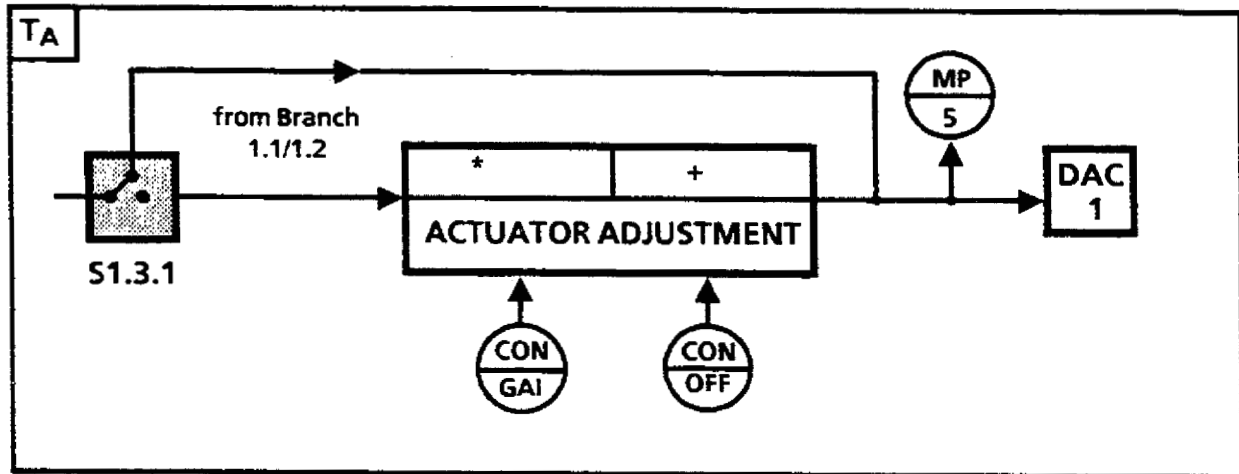 TA
from Branch
1.1/1.2
MP
5
* +
ACTUATOR ADJUSTMENT
DAC
1
S1.3.1
CON
GAI
CON
OFF